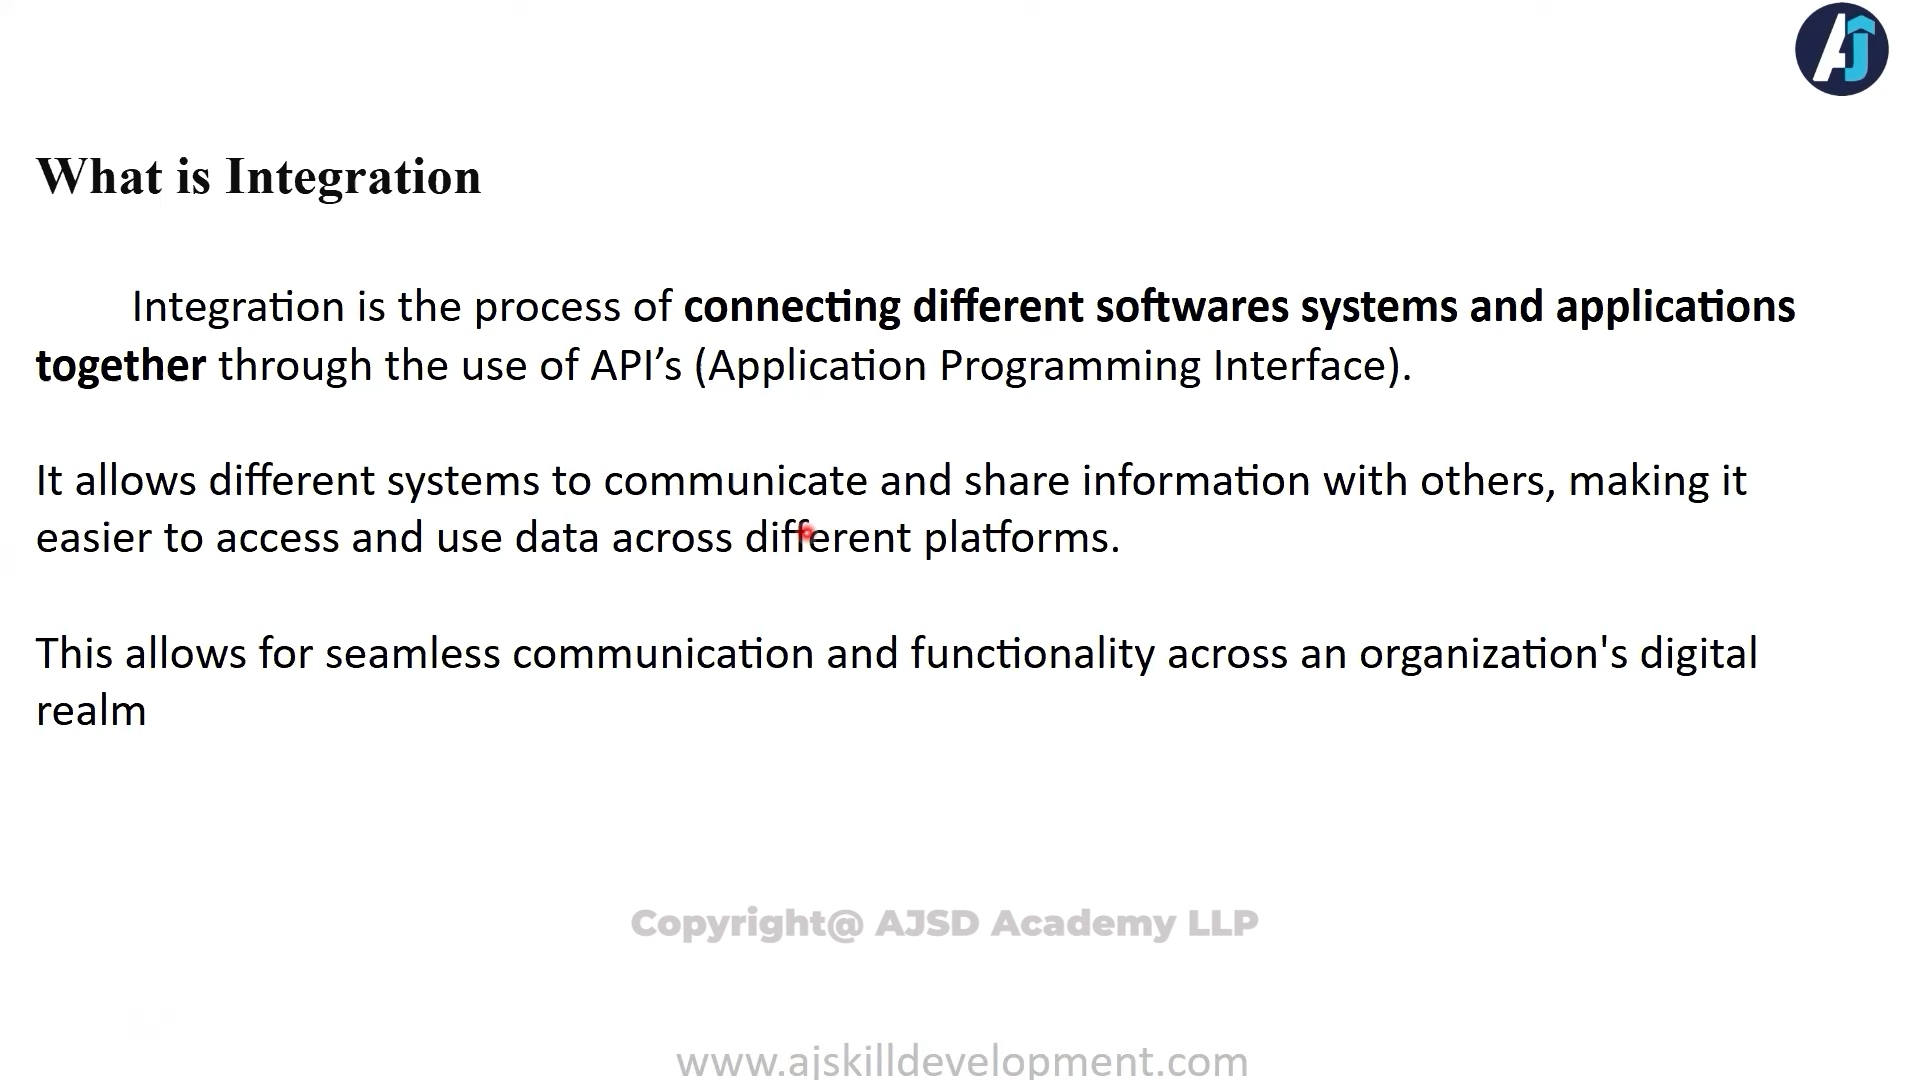 AJ
What is Integration
Integration is the process of connecting different softwares systems and applications
together through the use of API’s (Application Programming Interface).
It allows different systems to communicate and share information with others, making it
easier to access and use data across different platforms.
This allows for seamless communication and functionality across an organization's digital
realm
Copyright@ AJSD Academy LLP
www.ajskilldevelopment.com